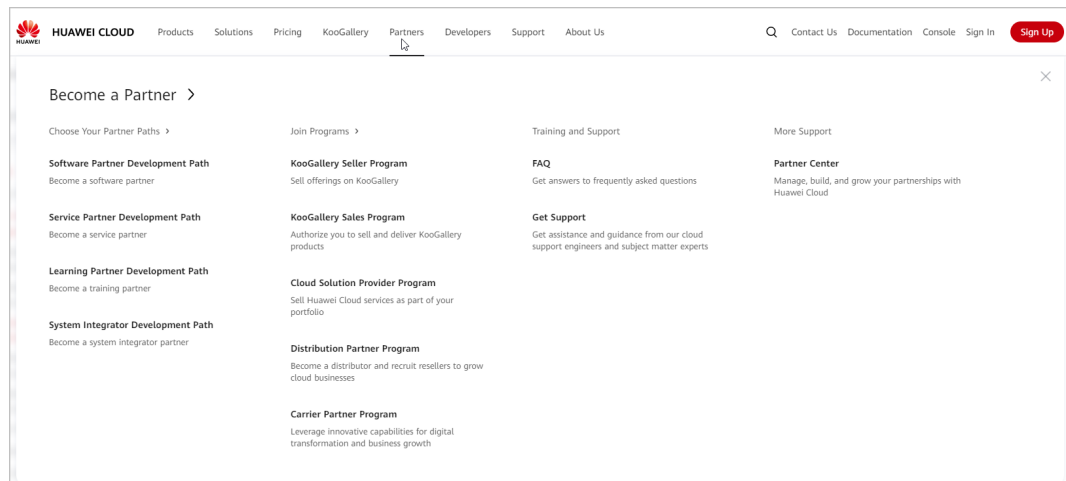 HUAWEI
HUAWEI CLOUD Products Solutions Pricing KooGallery Partners Developers Support About Us Contact Us Documentation Console Sign In Sign Up
Become a Partner >
Choose Your Partner Paths >
Software Partner Development Path
Become a software partner
Service Partner Development Path
Become a service partner
Learning Partner Development Path
Become a training partner
System Integrator Development Path
Become a system integrator partner
Join Programs >
KooGallery Seller Program
Sell offerings on KooGallery
KooGallery Sales Program
Authorize you to sell and deliver KooGallery
products
Cloud Solution Provider Program
Sell Huawei Cloud services as part of your
portfolio
Distribution Partner Program
Become a distributor and recruit resellers to grow
cloud businesses
Carrier Partner Program
Leverage innovative capabilities for digital
transformation and business growth
Training and Support
FAQ
Get answers to frequently asked questions
Get Support
Get assistance and guidance from our cloud
support engineers and subject matter experts
More Support
Partner Center
Manage, build, and grow your partnerships with
Huawei Cloud